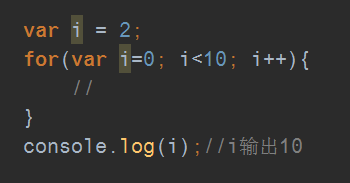 var i = 2;
for(var i=0; i<10; i++){
    //
}
console.log(i);//i输出10